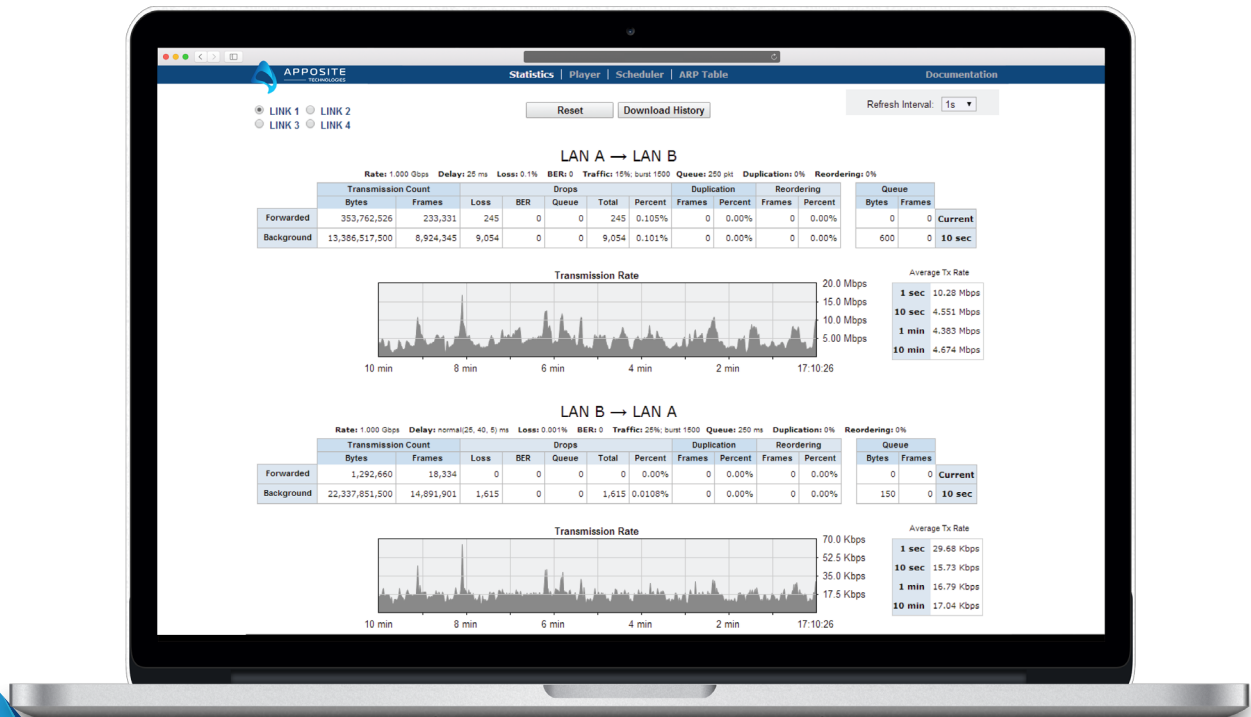 APPOSITE
TECHNOLOGIES
Statistics | Player | Scheduler | ARP Table
Documentation
LINK 1 LINK 2
LINK 3 LINK 4
Reset
Download History
Refresh Interval: 1s
LAN A → LAN B
Rate: 1.000 Gbps Delay: 25 ms Loss: 0.1% BER: 0 Traffic: 15%; burst 1500 Queue: 250 pkt Duplication: 0% Reordering: 0%
Transmission Count Drops Duplication Reordering Queue
Bytes Frames Loss BER Queue Total Percent Frames Percent Frames Percent Bytes Frames
Forwarded 353,762,526 233,331 245 0 0 245 0.105% 0 0.00% 0 0.00% 0 0 Current
Background 13,386,517,500 8,924,345 9,054 0 0 9,054 0.101% 0 0.00% 0 0.00% 600 0 10 sec
Transmission Rate
20.0 Mbps
15.0 Mbps
10.0 Mbps
5.00 Mbps
10 min 8 min 6 min 4 min 2 min 17:10:26
Average Tx Rate
1 sec 10.28 Mbps
10 sec 4.551 Mbps
1 min 4.383 Mbps
10 min 4.674 Mbps
LAN B → LAN A
Rate: 1.000 Gbps Delay: normal(25, 40, 5) ms Loss: 0.001% BER: 0 Traffic: 25%; burst 1500 Queue: 250 ms Duplication: 0% Reordering: 0%
Transmission Count Drops Duplication Reordering Queue
Bytes Frames Loss BER Queue Total Percent Frames Percent Frames Percent Bytes Frames
Forwarded 1,292,660 18,334 0 0 0 0 0.00% 0 0.00% 0 0.00% 0 0 Current
Background 22,337,851,500 14,891,901 1,615 0 0 1,615 0.0108% 0 0.00% 0 0.00% 150 0 10 sec
Transmission Rate
70.0 Kbps
52.5 Kbps
35.0 Kbps
17.5 Kbps
10 min 8 min 6 min 4 min 2 min 17:10:26
Average Tx Rate
1 sec 29.68 Kbps
10 sec 15.73 Kbps
1 min 16.79 Kbps
10 min 17.04 Kbps